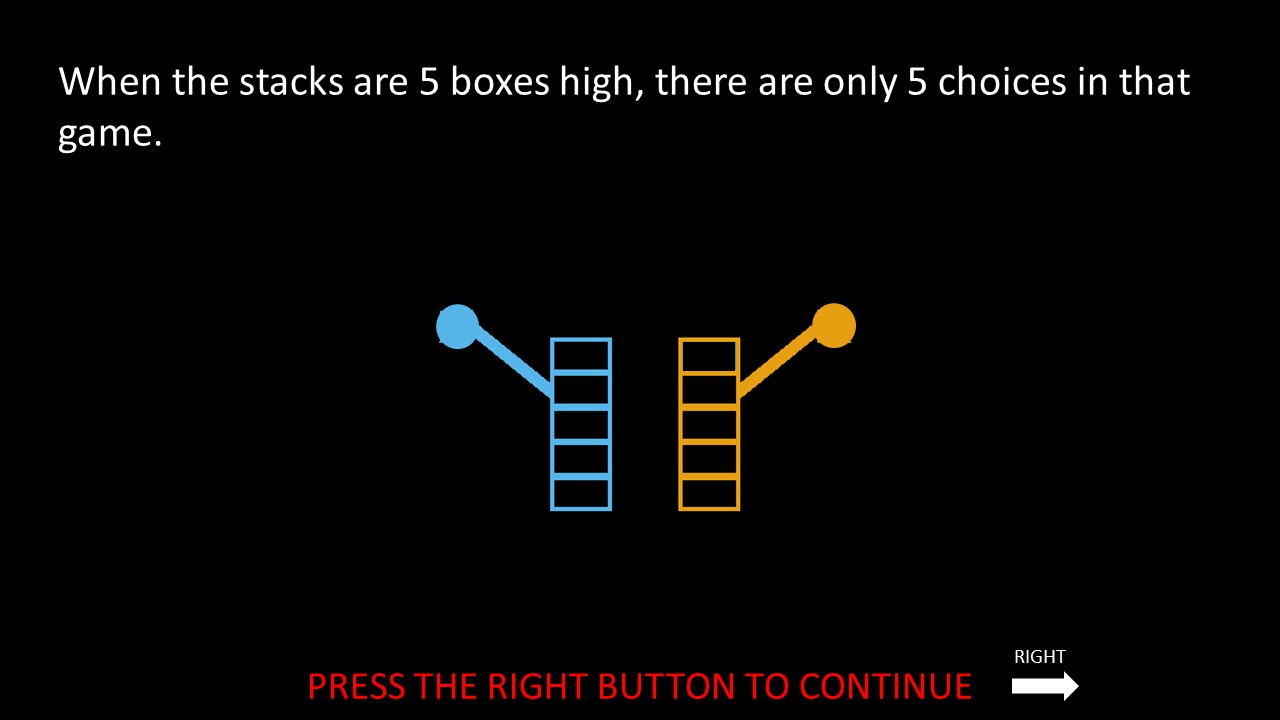 When the stacks are 5 boxes high, there are only 5 choices in that
game.
RIGHT
PRESS THE RIGHT BUTTON TO CONTINUE